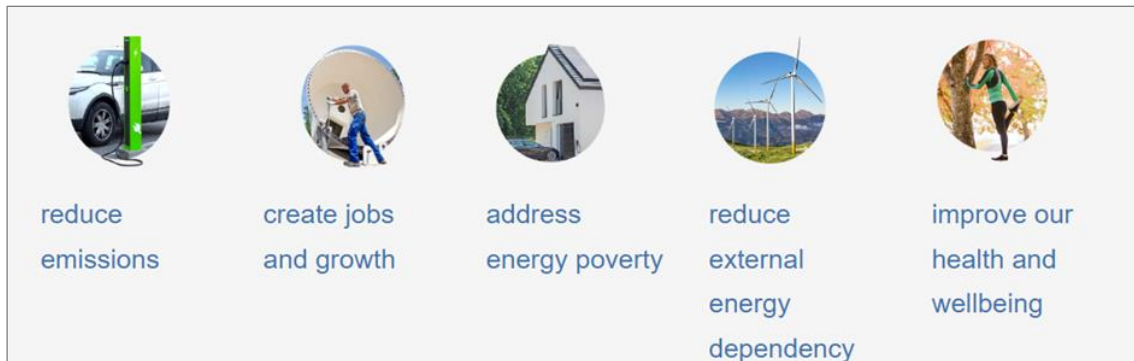 reduce
emissions
create jobs
and growth
address
energy poverty
reduce
external
energy
dependency
improve our
health and
wellbeing